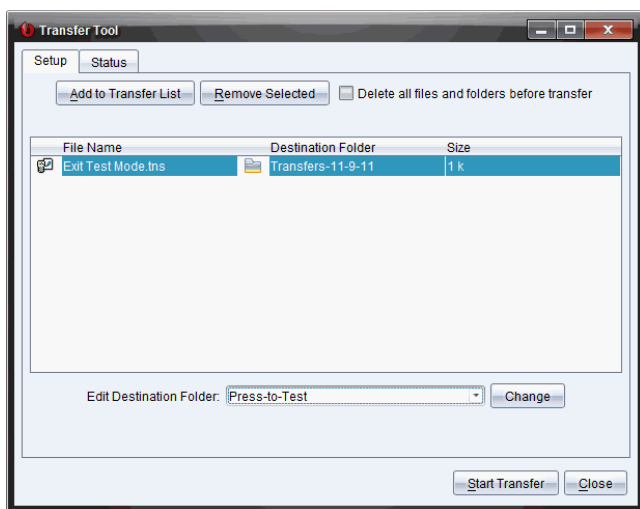 Transfer Tool
Setup Status
Add to Transfer List Remove Selected Delete all files and folders before transfer
File Name Destination Folder Size
Exit Test Mode.tns Transfers-11-9-11 1 k
Edit Destination Folder: Press-to-Test Change
Start Transfer Close